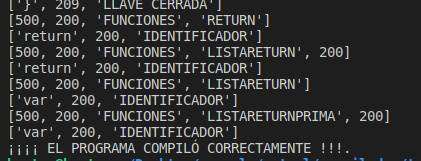 ['}', 209, 'LLAVE CERRADA']
[500, 200, 'FUNCIONES', 'RETURN']
['return', 200, 'IDENTIFICADOR']
[500, 200, 'FUNCIONES', 'LISTARETURN', 200]
['return', 200, 'IDENTIFICADOR']
[500, 200, 'FUNCIONES', 'LISTARETURN']
['var', 200, 'IDENTIFICADOR']
[500, 200, 'FUNCIONES', 'LISTARETURNPRIMA', 200]
['var', 200, 'IDENTIFICADOR']
¡¡¡¡ EL PROGRAMA COMPILÓ CORRECTAMENTE !!!.